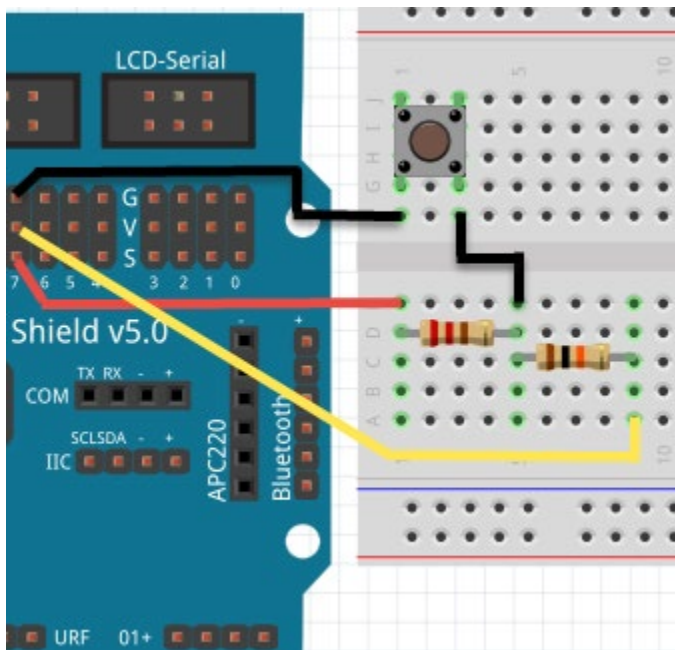 LCD-Serial
G
V
S
7 6 5 4 3 2 1 0
Shield v5.0
TX RX - +
COM
SCLSDA - +
IIC
APC220
-
Bluetooth
+
URF 01+
1 5 10
J
I
H
G
D
C
B
A
1 10